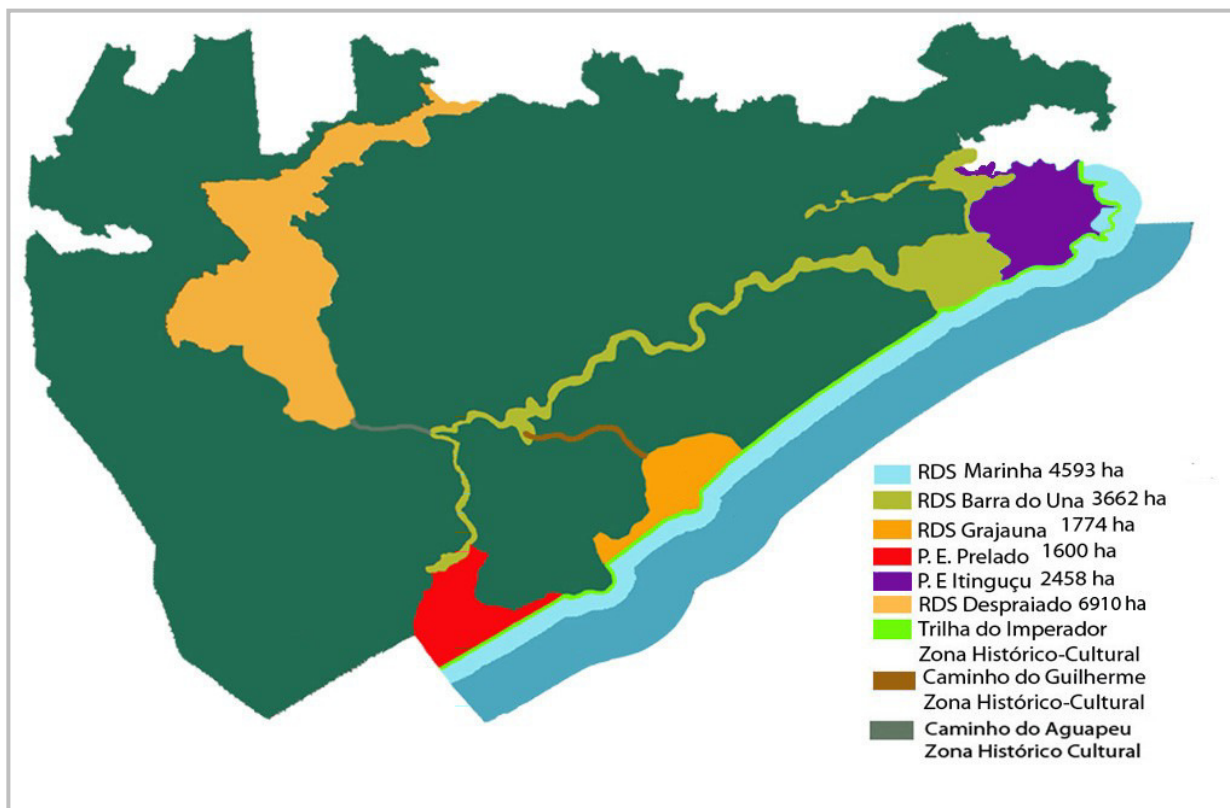 RDS Marinha 4593 ha
RDS Barra do Una 3662 ha
RDS Grajauna 1774 ha
P. E. Prelado 1600 ha
P. E Itinguçu 2458 ha
RDS Despraiado 6910 ha
Trilha do Imperador
Zona Histórico-Cultural
Caminho do Guilherme
Zona Histórico-Cultural
Caminho do Aguapeu
Zona Histórico Cultural